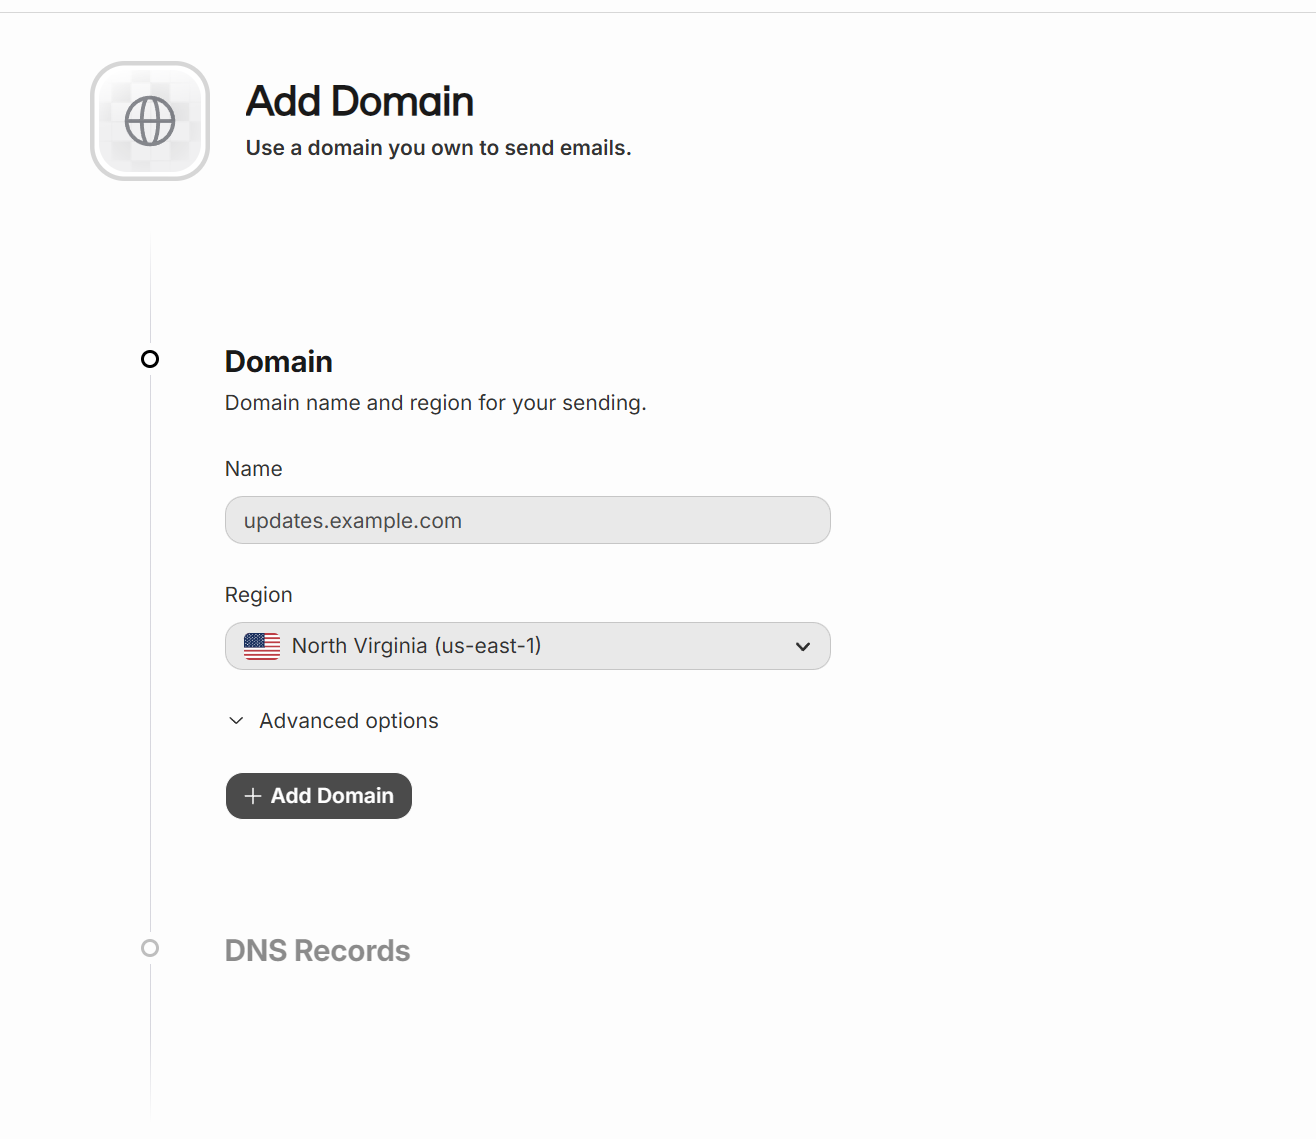 Add Domain
Use a domain you own to send emails.
Domain
Domain name and region for your sending.
Name
updates.example.com
Region
North Virginia (us-east-1)
Advanced options
Add Domain
DNS Records